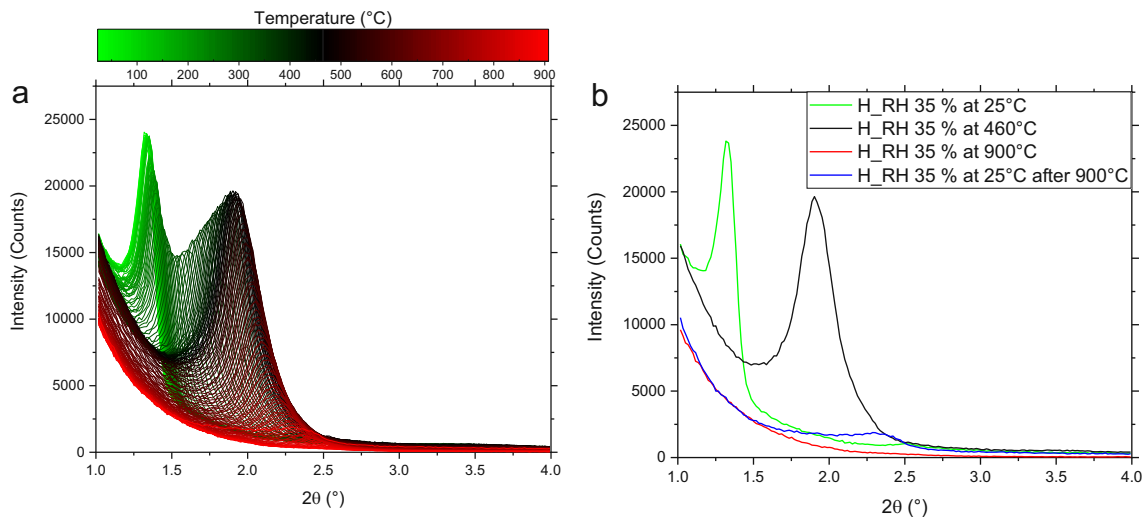 Temperature (°C)
100 200 300 400 500 600 700 800 900
a
Intensity (Counts)
25000
20000
15000
10000
5000
0
1.0 1.5 2.0 2.5 3.0 3.5 4.0
2θ (°)
b
H_RH 35 % at 25°C
H_RH 35 % at 460°C
H_RH 35 % at 900°C
H_RH 35 % at 25°C after 900°C
Intensity (Counts)
25000
20000
15000
10000
5000
0
1.0 1.5 2.0 2.5 3.0 3.5 4.0
2θ (°)